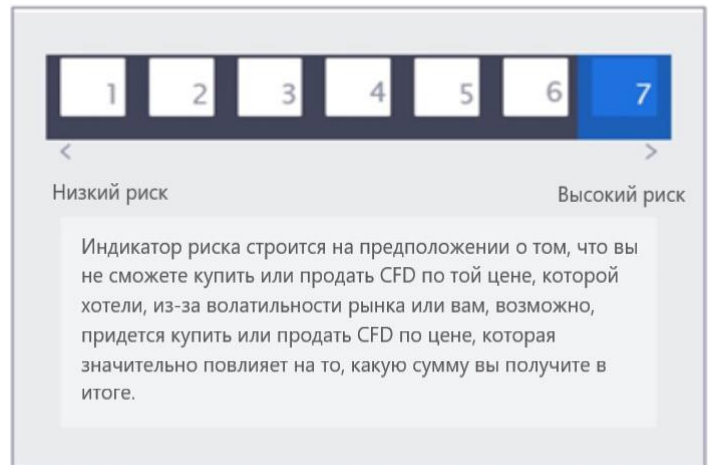 1 2 3 4 5 6 7
< >
Низкий риск Высокий риск
Индикатор риска строится на предположении о том, что вы
не сможете купить или продать CFD по той цене, которой
хотели, из-за волатильности рынка или вам, возможно,
придется купить или продать CFD по цене, которая
значительно повлияет на то, какую сумму вы получите в
итоге.